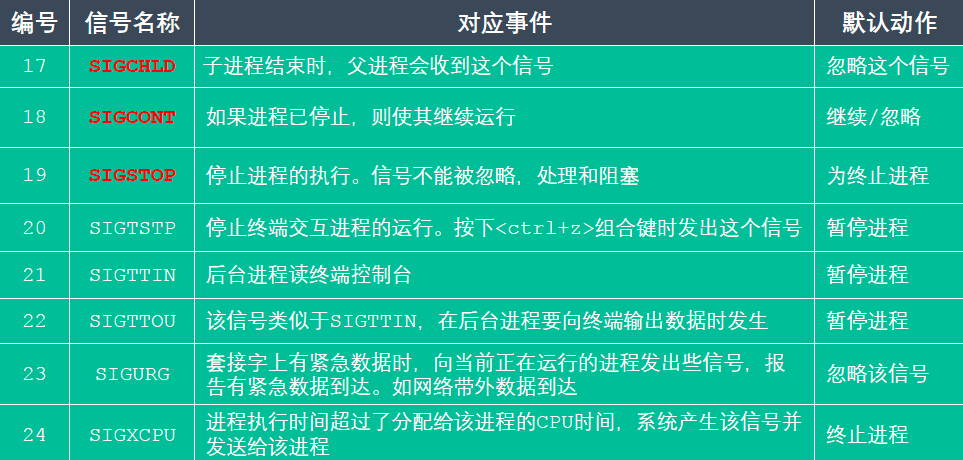 编号 信号名称 对应事件 默认动作
17 SIGCHLD 子进程结束时，父进程会收到这个信号 忽略这个信号
18 SIGCONT 如果进程已停止，则使其继续运行 继续/忽略
19 SIGSTOP 停止进程的执行。信号不能被忽略，处理和阻塞 为终止进程
20 SIGTSTP 停止终端交互进程的运行。按下<ctrl+z>组合键时发出这个信号 暂停进程
21 SIGTTIN 后台进程读终端控制台 暂停进程
22 SIGTTOU 该信号类似于SIGTTIN，在后台进程要向终端输出数据时发生 暂停进程
23 SIGURG 套接字上有紧急数据时，向当前正在运行的进程发出些信号，报
告有紧急数据到达。如网络带外数据到达 忽略该信号
24 SIGXCPU 进程执行时间超过了分配给该进程的CPU时间，系统产生该信号并
发送给该进程 终止进程